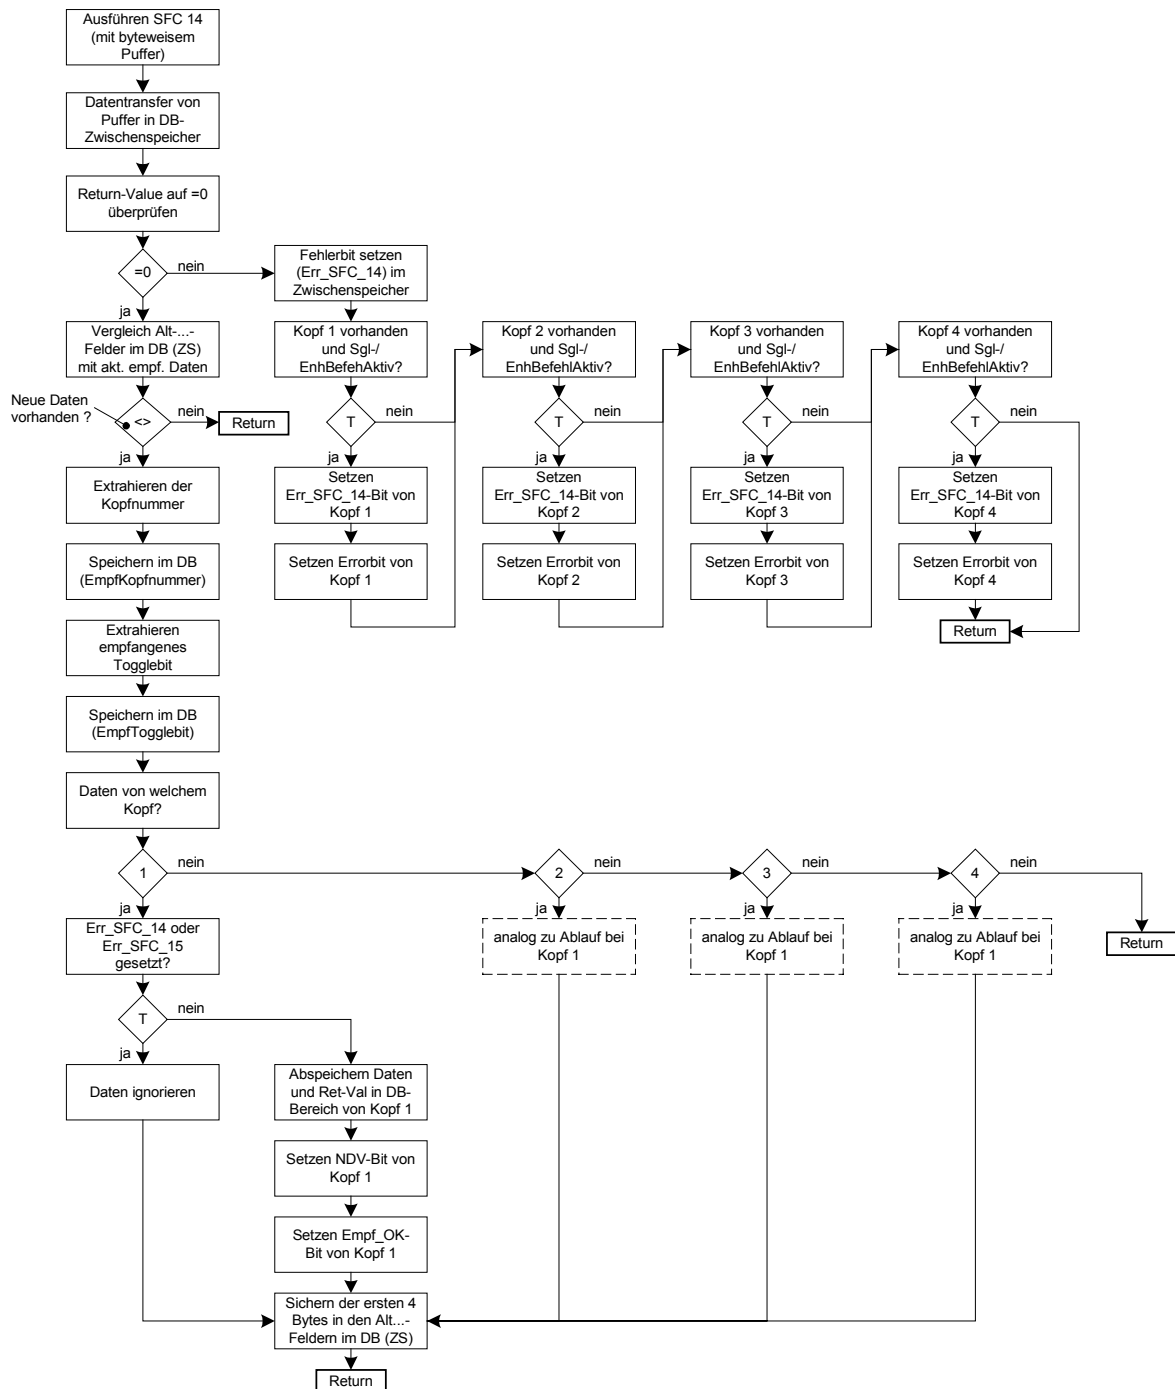 Ausführen SFC 14
(mit byteweisem
Puffer)
Datentransfer von
Puffer in DB-
Zwischenspeicher
Return-Value auf =0
überprüfen
=0
nein
ja
Fehlerbit setzen
(Err_SFC_14) im
Zwischenspeicher
Vergleich Alt-...-
Felder im DB (ZS)
mit akt. empf. Daten
Neue Daten
vorhanden ?
<>
nein
Return
ja
Kopf 1 vorhanden
und Sgl-/
EnhBefehAktiv?
T
nein
ja
Setzen
Err_SFC_14-Bit von
Kopf 1
Setzen Errorbit von
Kopf 1
Kopf 2 vorhanden
und Sgl-/
EnhBefehlAktiv?
T
nein
ja
Setzen
Err_SFC_14-Bit von
Kopf 2
Setzen Errorbit von
Kopf 2
Kopf 3 vorhanden
und Sgl-/
EnhBefehlAktiv?
T
nein
ja
Setzen
Err_SFC_14-Bit von
Kopf 3
Setzen Errorbit von
Kopf 3
Kopf 4 vorhanden
und Sgl-/
EnhBefehlAktiv?
T
nein
ja
Setzen
Err_SFC_14-Bit von
Kopf 4
Setzen Errorbit von
Kopf 4
Return
Extrahieren der
Kopfnummer
Speichern im DB
(EmpfKopfnummer)
Extrahieren
empfangenes
Togglebit
Speichern im DB
(EmpfTogglebit)
Daten von welchem
Kopf?
1
nein
ja
2
nein
ja
3
nein
ja
4
nein
ja
Err_SFC_14 oder
Err_SFC_15
gesetzt?
analog zu Ablauf bei
Kopf 1
analog zu Ablauf bei
Kopf 1
analog zu Ablauf bei
Kopf 1
Return
T
nein
ja
Daten ignorieren
Abspeichern Daten
und Ret-Val in DB-
Bereich von Kopf 1
Setzen NDV-Bit von
Kopf 1
Setzen Empf_OK-
Bit von Kopf 1
Sichern der ersten 4
Bytes in den Alt...-
Feldern im DB (ZS)
Return